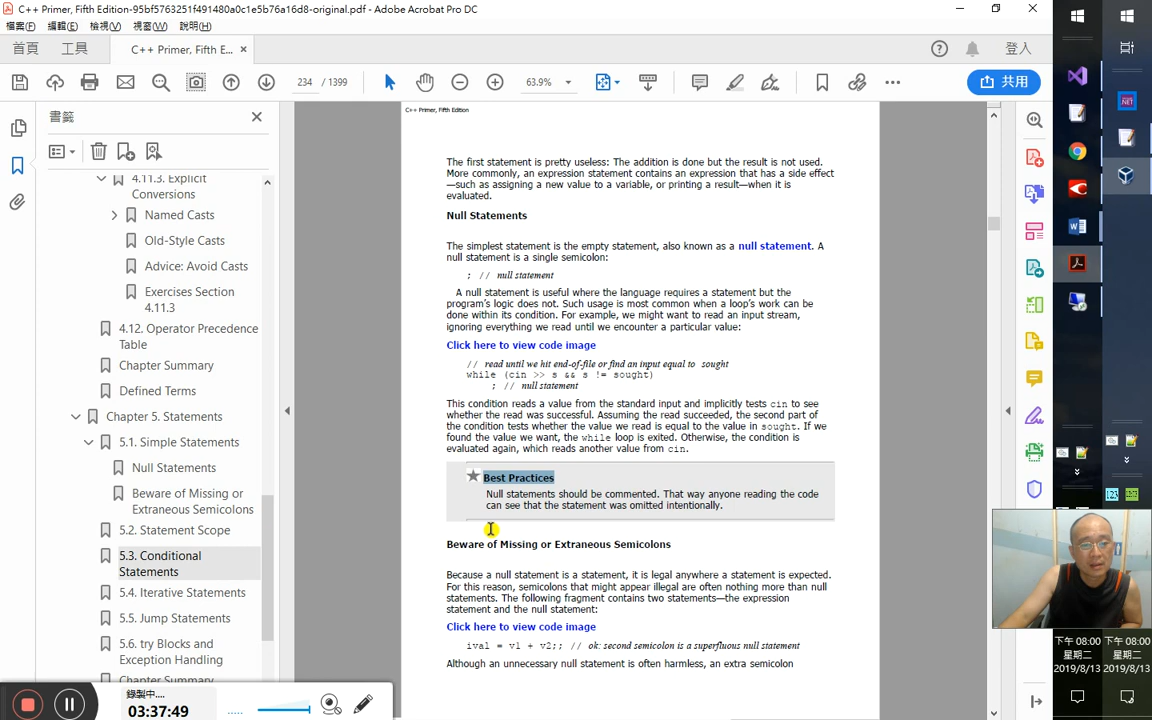 C++ Primer, Fifth Edition-95bf5763251f491480a0c1e5b76a16d8-original.pdf - Adobe Acrobat Pro DC
檔案(F) 編輯(E) 檢視(V) 視窗(W) 說明(H)
首頁 工具 C++ Primer, Fifth E... × 登入
234 / 1399 63.9% 共用
書籤
4.11.3. Explicit
Conversions
Named Casts
Old-Style Casts
Advice: Avoid Casts
Exercises Section
4.11.3
4.12. Operator Precedence
Table
Chapter Summary
Defined Terms
Chapter 5. Statements
5.1. Simple Statements
Null Statements
Beware of Missing or
Extraneous Semicolons
5.2. Statement Scope
5.3. Conditional
Statements
5.4. Iterative Statements
5.5. Jump Statements
5.6. try Blocks and
Exception Handling
Chapter Summary
C++ Primer, Fifth Edition
The first statement is pretty useless: The addition is done but the result is not used.
More commonly, an expression statement contains an expression that has a side effect
—such as assigning a new value to a variable, or printing a result—when it is
evaluated.
Null Statements
The simplest statement is the empty statement, also known as a null statement. A
null statement is a single semicolon:
; // null statement
A null statement is useful where the language requires a statement but the
program's logic does not. Such usage is most common when a loop's work can be
done within its condition. For example, we might want to read an input stream,
ignoring everything we read until we encounter a particular value:
Click here to view code image
// read until we hit end-of-file or find an input equal to sought
while (cin >> s && s != sought)
; // null statement
This condition reads a value from the standard input and implicitly tests cin to see
whether the read was successful. Assuming the read succeeded, the second part of
the condition tests whether the value we read is equal to the value in sought. If we
found the value we want, the while loop is exited. Otherwise, the condition is
evaluated again, which reads another value from cin.
Best Practices
Null statements should be commented. That way anyone reading the code
can see that the statement was omitted intentionally.
Beware of Missing or Extraneous Semicolons
Because a null statement is a statement, it is legal anywhere a statement is expected.
For this reason, semicolons that might appear illegal are often nothing more than null
statements. The following fragment contains two statements—the expression
statement and the null statement:
Click here to view code image
ival = v1 + v2;; // ok: second semicolon is a superfluous null statement
Although an unnecessary null statement is often harmless, an extra semicolon
錄製中....
03:37:49
下午 08:00
星期二
2019/8/13
下午 08:00
星期二
2019/8/13